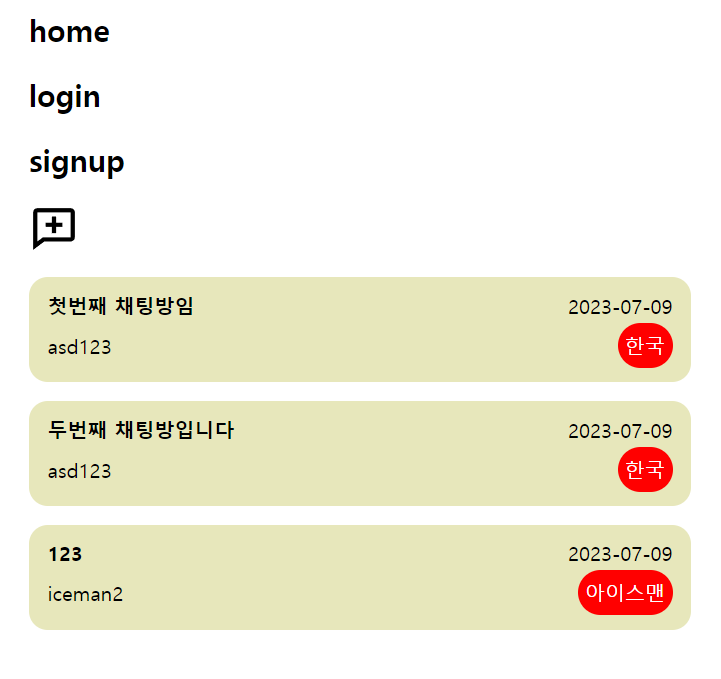 home
login
signup
첫번째 채팅방임 2023-07-09
asd123 한국
두번째 채팅방입니다 2023-07-09
asd123 한국
123 2023-07-09
iceman2 아이스맨